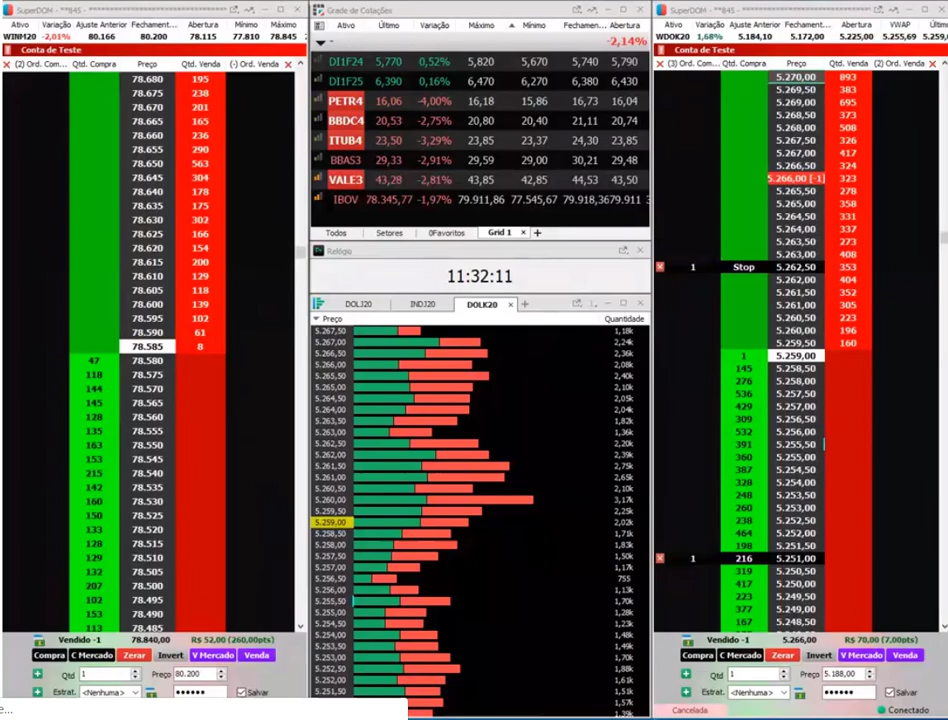 SuperDOM - **845 - ***********************
Ativo Variação Ajuste Anterior Fechament... Abertura Mínimo Máximo
WINM20 -2,01% 80.166 80.200 78.115 77.810 78.845
Conta de Teste
(2) Ord. Com... Qtd. Compra Preço Qtd. Venda (-) Ord. Venda
78.680 195
78.675 238
78.670 201
78.665 165
78.660 236
78.655 290
78.650 563
78.645 304
78.640 178
78.635 175
78.630 302
78.625 166
78.620 154
78.615 200
78.610 129
78.605 118
78.600 139
78.595 102
78.590 61
78.585 8
47 78.580
118 78.575
144 78.570
145 78.565
128 78.560
135 78.555
163 78.550
153 78.545
215 78.540
142 78.535
160 78.530
150 78.525
133 78.520
128 78.515
129 78.510
132 78.505
207 78.500
102 78.495
153 78.490
113 78.485
Vendido -1 78.840,00 R$ 52,00 (260,00pts)
Compra C Mercado Zerar Invert V Mercado Venda
Qtd 1 Preço 80.200
Estrat. <Nenhuma> •••••• Salvar
e...
Grade de Cotações
Ativo Último Variação Máximo Mínimo Fechamen... Abertura
- -2,14%
DI1F24 5,770 0,52% 5,820 5,670 5,740 5,790
DI1F25 6,390 0,16% 6,470 6,270 6,380 6,430
PETR4 16,06 -4,00% 16,18 15,86 16,73 16,04
BBDC4 20,53 -2,75% 20,80 20,40 21,11 20,74
ITUB4 23,50 -3,29% 23,85 23,37 24,30 23,85
BBAS3 29,33 -2,91% 29,59 29,00 30,21 29,48
VALE3 43,28 -2,81% 43,85 42,85 44,53 43,50
IBOV 78.345,77 -1,97% 79.911,86 77.545,67 79.918,36 79.911
Todos Setores 0Favoritos Grid 1 × +
Relógio
11:32:11
DOLJ20 INDJ20 DOLK20 × +
Preço Quantidade
5.267,50 1,18k
5.267,00 2,24k
5.266,50 2,36k
5.266,00 2,08k
5.265,50 2,40k
5.265,00 2,10k
5.264,50 2,05k
5.264,00 2,04k
5.263,50 1,82k
5.263,00 1,36k
5.262,50 2,20k
5.262,00 2,39k
5.261,50 2,75k
5.261,00 2,65k
5.260,50 2,10k
5.260,00 3,17k
5.259,50 2,25k
5.259,00 2,02k
5.258,50 1,71k
5.258,00 1,83k
5.257,50 1,50k
5.257,00 1,17k
5.256,50 755
5.256,00 1,13k
5.255,50 1,70k
5.255,00 1,28k
5.254,50 1,23k
5.254,00 1,48k
5.253,50 1,49k
5.253,00 1,70k
5.252,50 1,88k
5.252,00 1,61k
5.251,50 1,51k
1,39k
SuperDOM - **845 - ***********************
Ativo Variação Ajuste Anterior Fechament... Abertura VWAP Últim...
WDOK20 1,68% 5.184,10 5.172,00 5.225,00 5.255,69 5.259,0
Conta de Teste
(3) Ord. Com... Qtd. Compra Preço Qtd. Venda (-) Ord. Venda
5.270,00 893
5.269,50 383
5.269,00 695
5.268,50 373
5.268,00 508
5.267,50 326
5.267,00 417
5.266,50 324
5.266,00 [-1] 323
5.265,50 278
5.265,00 358
5.264,50 331
5.264,00 337
5.263,50 273
5.263,00 408
1 Stop 5.262,50 353
5.262,00 404
5.261,50 352
5.261,00 305
5.260,50 223
5.260,00 196
5.259,50 160
1 5.259,00
145 5.258,50
276 5.258,00
536 5.257,50
429 5.257,00
309 5.256,50
532 5.256,00
391 5.255,50
360 5.255,00
387 5.254,50
328 5.254,00
248 5.253,50
260 5.253,00
238 5.252,50
464 5.252,00
198 5.251,50
1 216 5.251,00
319 5.250,50
417 5.250,00
223 5.249,50
377 5.249,00
167 5.248,50
Vendido -1 5.266,00 R$ 70,00 (7,00pts)
Compra C Mercado Zerar Invert V Mercado Venda
Qtd 1 Preço 5.188,00
Estrat. <Nenhuma> •••••• Salvar
Cancelada Conectado